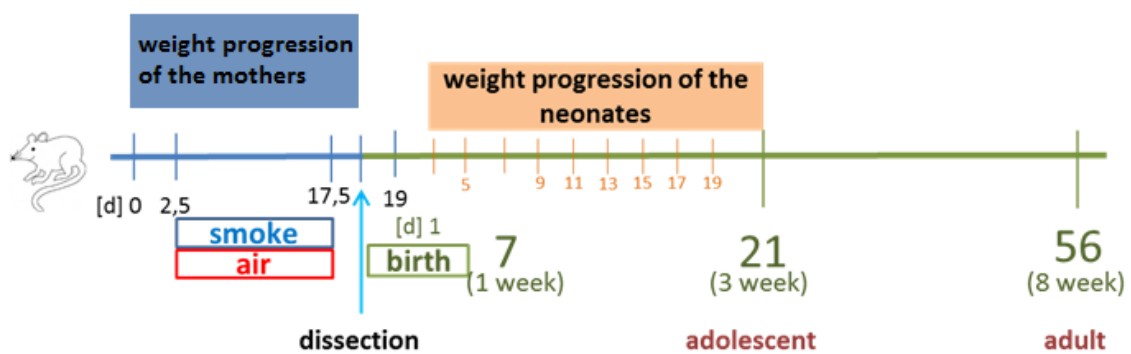 weight progression
of the mothers
weight progression of the
neonates
[d] 0 2,5 17,5 19
5 9 11 13 15 17 19
smoke
air
[d] 1
birth
7
(1 week)
21
(3 week)
56
(8 week)
dissection
adolescent
adult